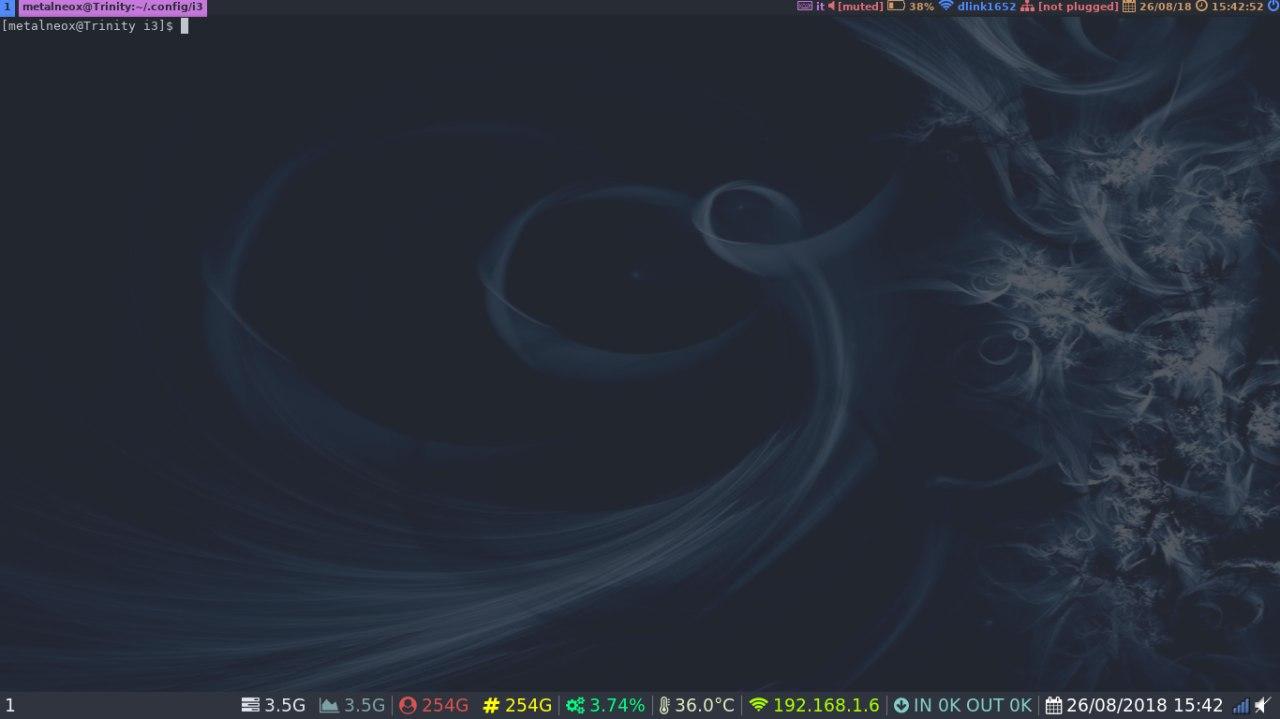 1 metalneox@Trinity:~/.config/i3 it [muted] 38% dlink1652 [not plugged] 26/08/18 15:42:52
[metalneox@Trinity i3]$
1 3.5G 3.5G 254G # 254G 3.74% 36.0°C 192.168.1.6 IN 0K OUT 0K 26/08/2018 15:42